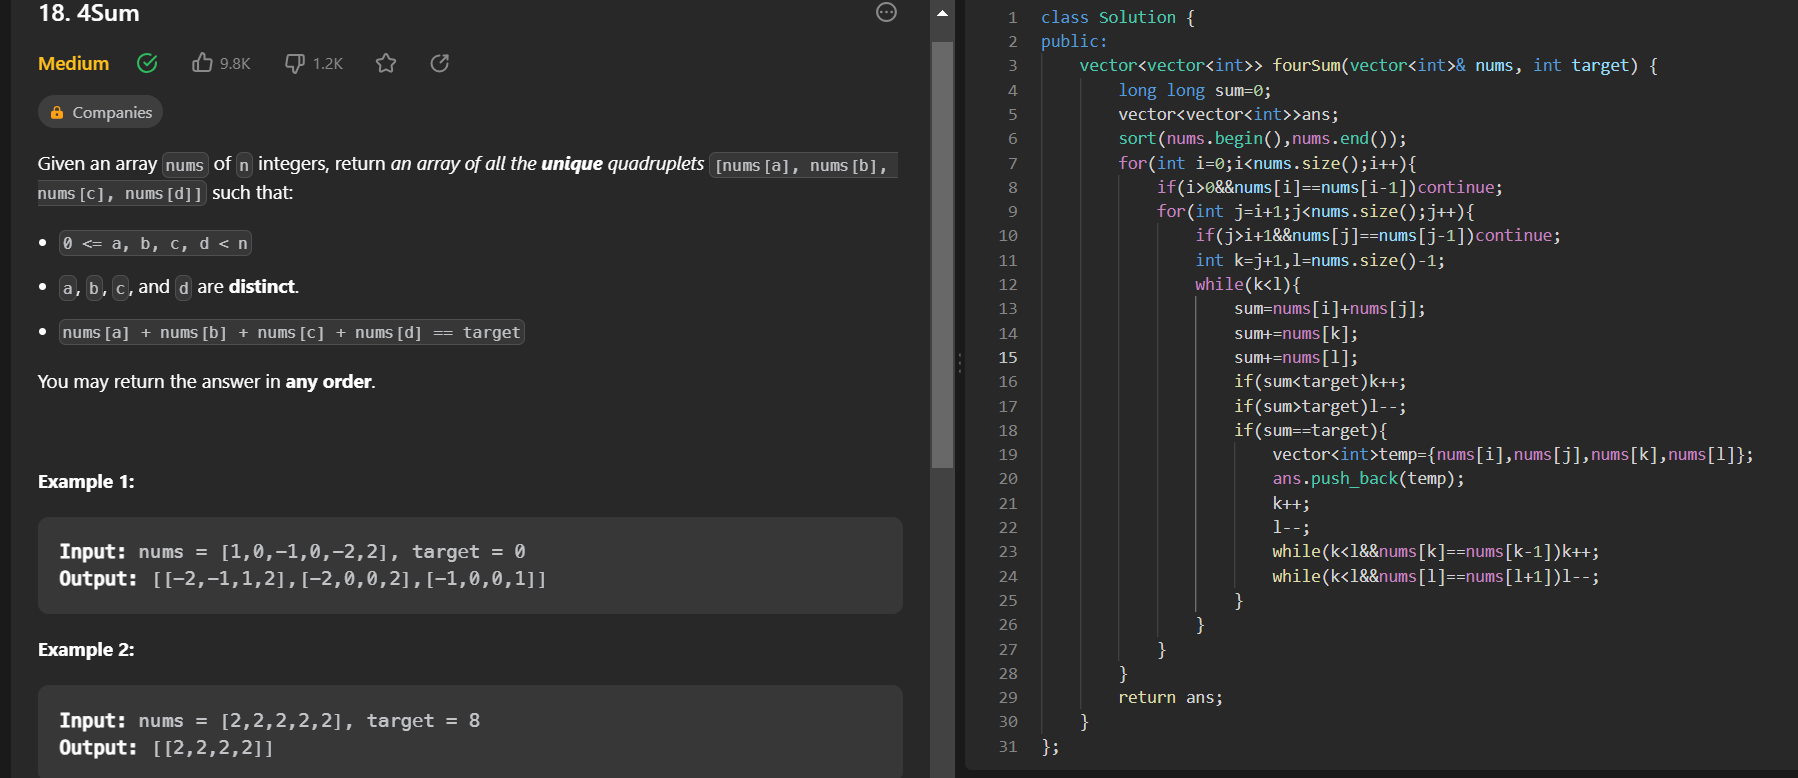 18. 4Sum
Medium 9.8K 1.2K
Companies
Given an array nums of n integers, return an array of all the unique quadruplets [nums[a], nums[b],
nums[c], nums[d]] such that:
• 0 <= a, b, c, d < n
• a, b, c, and d are distinct.
• nums[a] + nums[b] + nums[c] + nums[d] == target
You may return the answer in any order.
Example 1:
Input: nums = [1,0,-1,0,-2,2], target = 0
Output: [[-2,-1,1,2],[-2,0,0,2],[-1,0,0,1]]
Example 2:
Input: nums = [2,2,2,2,2], target = 8
Output: [[2,2,2,2]]
1 class Solution {
2 public:
3     vector<vector<int>> fourSum(vector<int>& nums, int target) {
4         long long sum=0;
5         vector<vector<int>>ans;
6         sort(nums.begin(),nums.end());
7         for(int i=0;i<nums.size();i++){
8             if(i>0&&nums[i]==nums[i-1])continue;
9             for(int j=i+1;j<nums.size();j++){
10                 if(j>i+1&&nums[j]==nums[j-1])continue;
11                 int k=j+1,l=nums.size()-1;
12                 while(k<l){
13                     sum=nums[i]+nums[j];
14                     sum+=nums[k];
15                     sum+=nums[l];
16                     if(sum<target)k++;
17                     if(sum>target)l--;
18                     if(sum==target){
19                         vector<int>temp={nums[i],nums[j],nums[k],nums[l]};
20                         ans.push_back(temp);
21                         k++;
22                         l--;
23                         while(k<l&&nums[k]==nums[k-1])k++;
24                         while(k<l&&nums[l]==nums[l+1])l--;
25                     }
26                 }
27             }
28         }
29         return ans;
30     }
31 };